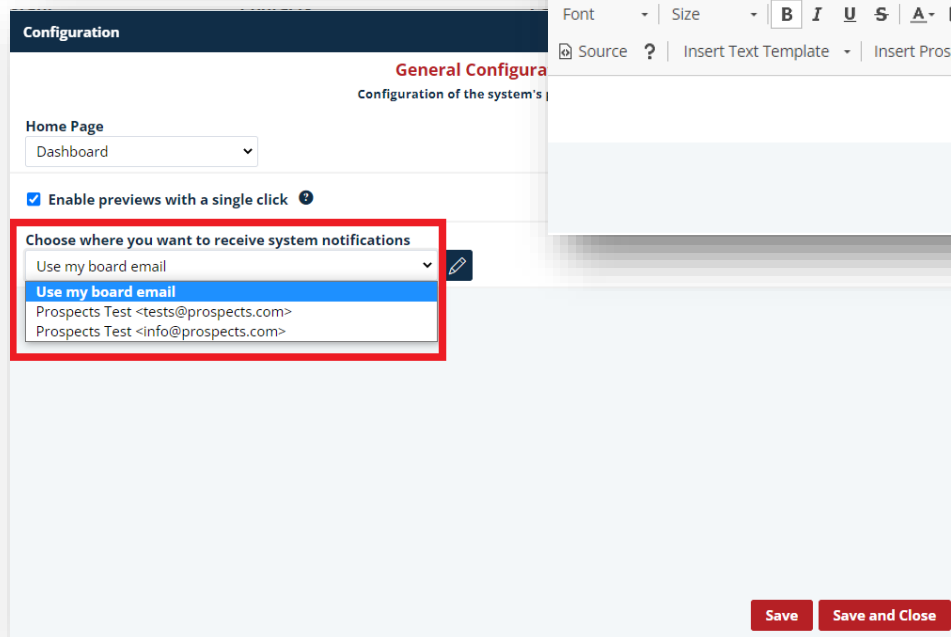 Configuration
General Configura
Configuration of the system's
Home Page
Dashboard
Enable previews with a single click ?
Choose where you want to receive system notifications
Use my board email
Use my board email
Prospects Test <tests@prospects.com>
Prospects Test <info@prospects.com>
Font Size B I U S A
Source ? Insert Text Template Insert Pros
Save Save and Close